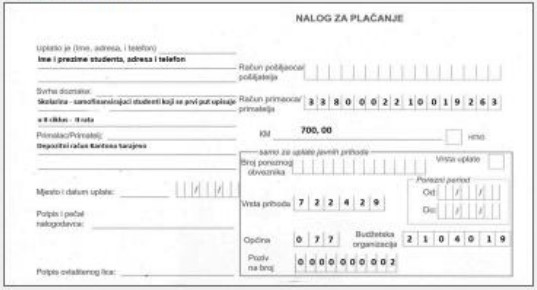 NALOG ZA PLAČANJE
Uplatio je (Ime, adresa, i telefon)
Ime i prezime studenta, adresa i telefon
Račun pošiljaoca/
pošiljatelja
Svrha doznake:
Školarina - samofinansirajući studenti koji se prvi put upisuje
u II ciklus - II rata
Račun primaoca/
primatelja
3 3 8 0 0 0 2 2 1 0 0 1 9 2 6 3
Primalac/Primatelj:
Depozitni račun Kantona Sarajevo
KM 700, 00
HITNO
samo za uplate javnih prihoda
Broj poreznog
obveznika
Vrsta uplate
Mjesto i datum uplate:
Vrsta prihoda 7 2 2 4 2 9
Porezni period
Od: / /
Do: / /
Potpis i pečat
nalogodavca:
Općina 0 7 7
Budžetska
organizacija
2 1 0 4 0 1 9
Poziv
na broj
0 0 0 0 0 0 0 0 0 2
Potpis ovlaštenog lica: